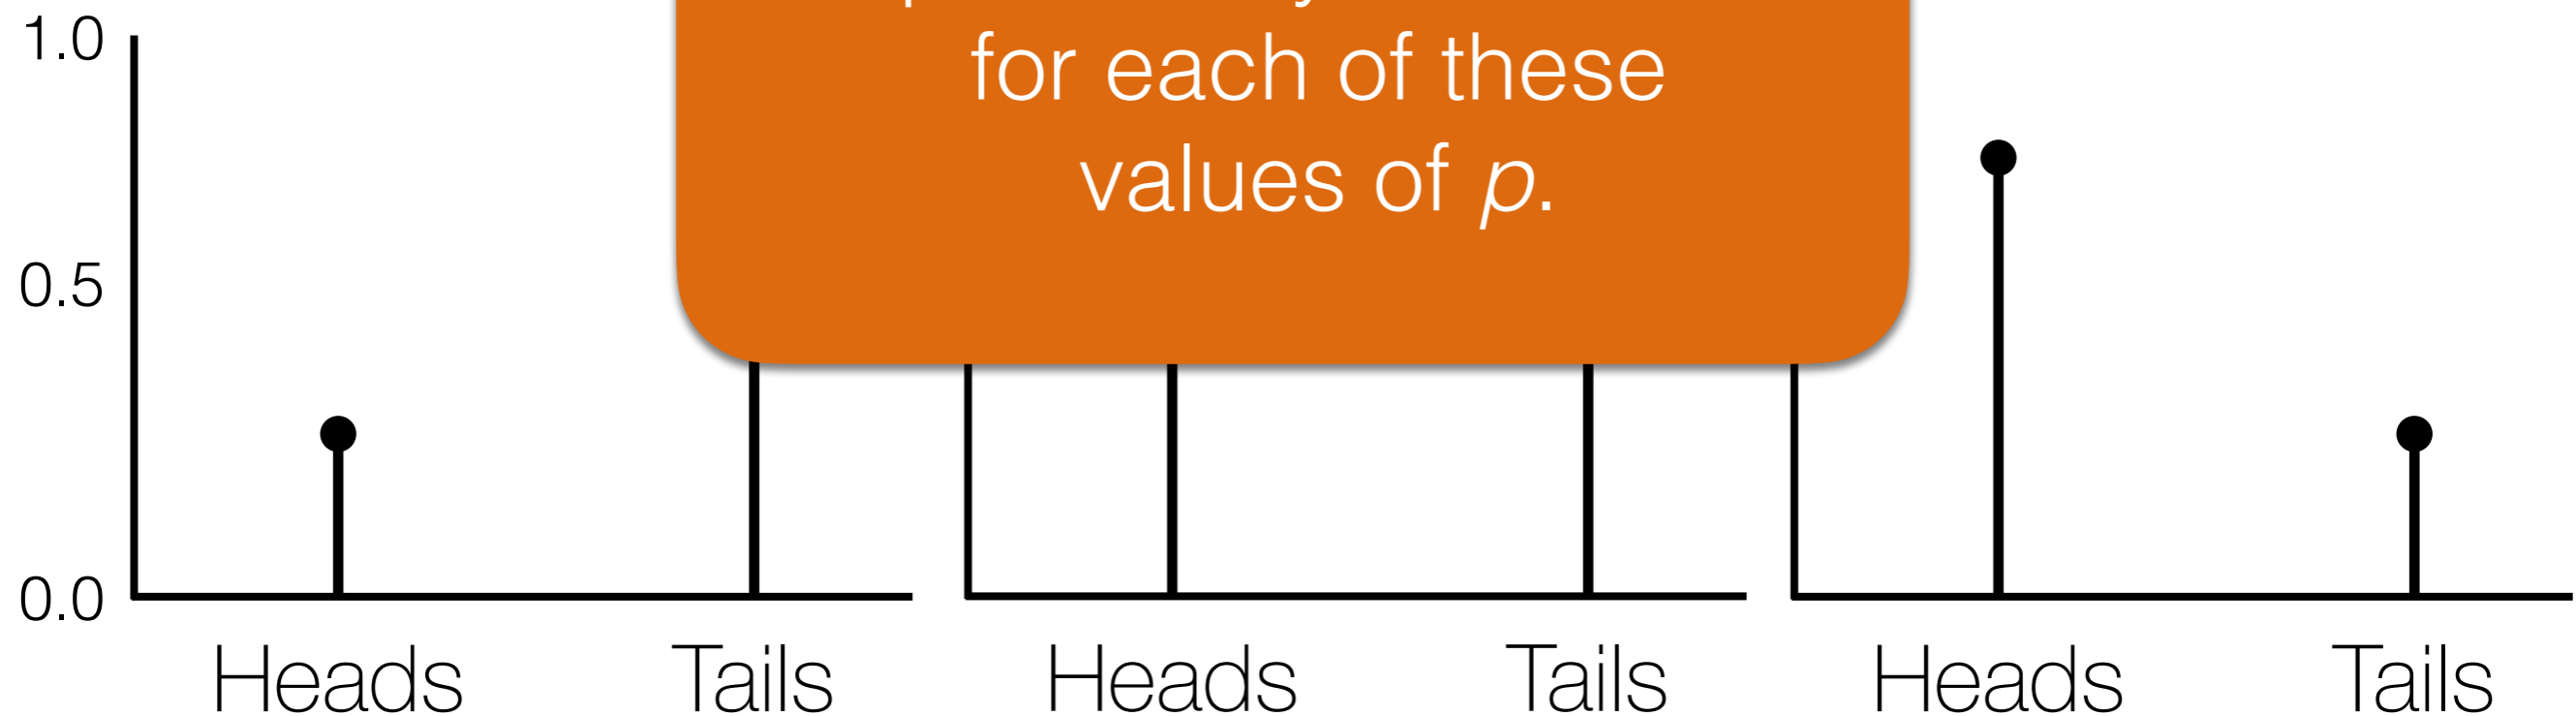 1.0
for each of these
values of p.
0.5
0.0
Heads Tails Heads Tails Heads Tails